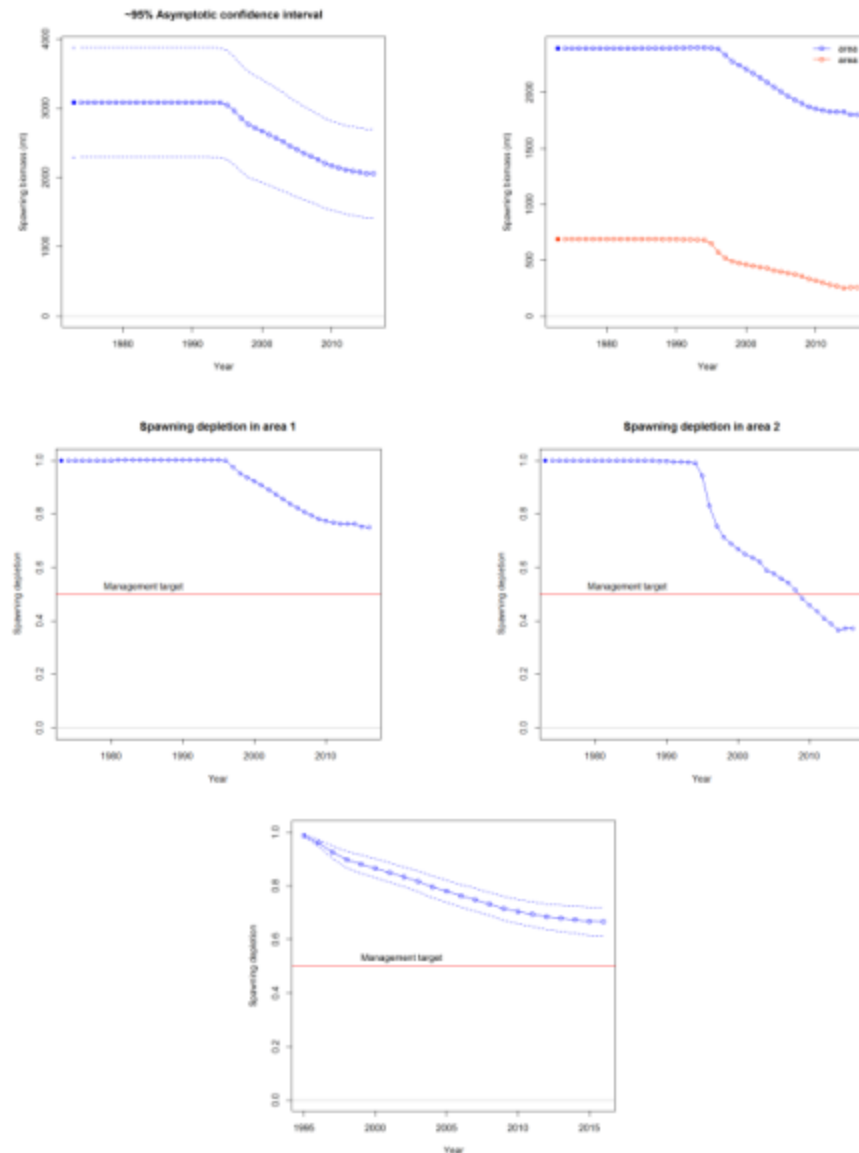 ~95% Asymptotic confidence interval
Spawning biomass (mt)
0 1000 2000 3000 4000
1980 1990 2000 2010
Year
area
area
Spawning biomass (mt)
0 500 1000 1500 2000
1980 1990 2000 2010
Year
Spawning depletion in area 1
Management target
Spawning depletion
0.0 0.2 0.4 0.6 0.8 1.0
1980 1990 2000 2010
Year
Spawning depletion in area 2
Management target
Spawning depletion
0.0 0.2 0.4 0.6 0.8 1.0
1980 1990 2000 2010
Year
Management target
Spawning depletion
0.0 0.2 0.4 0.6 0.8 1.0
1995 2000 2005 2010 2015
Year